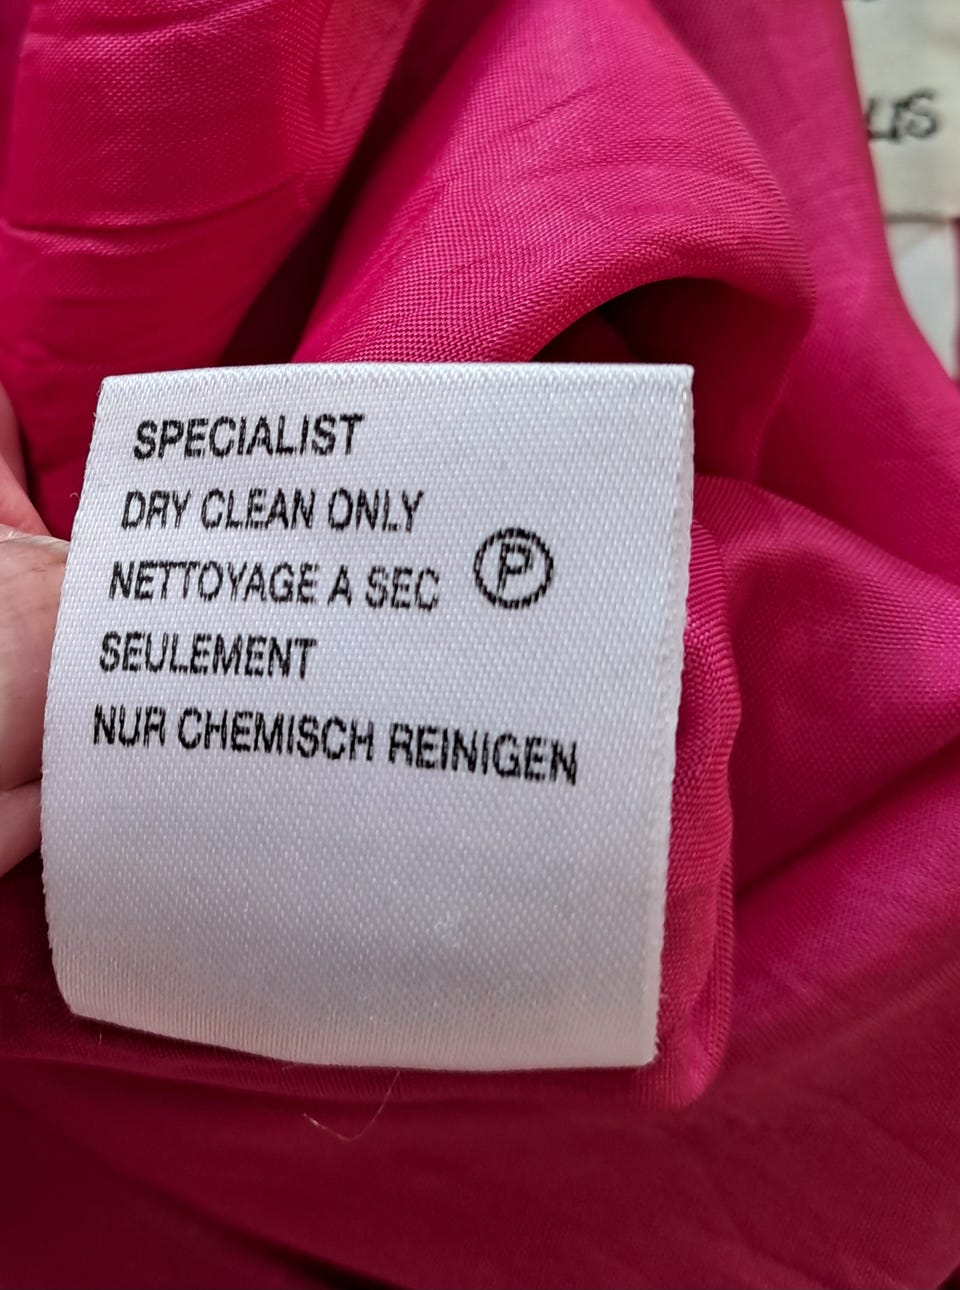 SPECIALIST
DRY CLEAN ONLY
NETTOYAGE A SEC
P
SEULEMENT
NUR CHEMISCH REINIGEN